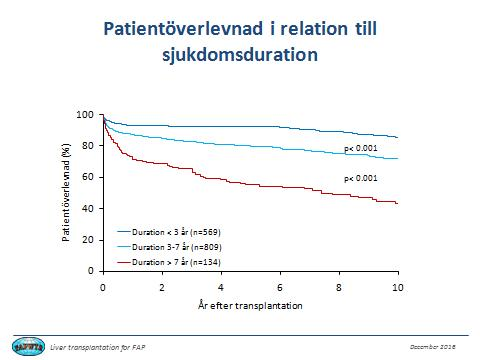 Patientöverlevnad i relation till
sjukdomsduration
100
80
60
40
20
0
Patientöverlevnad (%)
p< 0.001
p< 0.001
Duration < 3 år (n=569)
Duration 3-7 år (n=809)
Duration > 7 år (n=134)
0 2 4 6 8 10
År efter transplantation
FAPWTR
Liver transplantation for FAP
December 2016